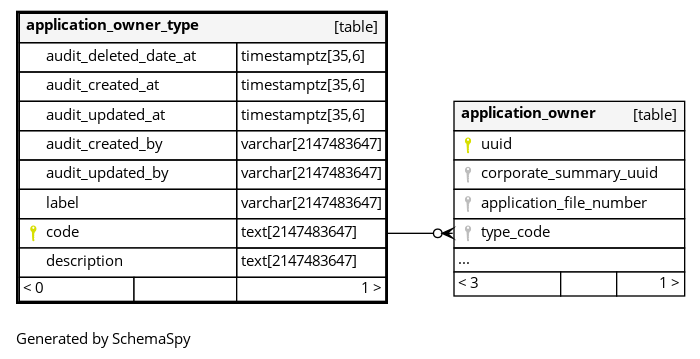 application_owner_type [table]
audit_deleted_date_at timestamptz[35,6]
audit_created_at timestamptz[35,6]
audit_updated_at timestamptz[35,6]
audit_created_by varchar[2147483647]
audit_updated_by varchar[2147483647]
label varchar[2147483647]
code text[2147483647]
description text[2147483647]
< 0 1 >
application_owner [table]
uuid
corporate_summary_uuid
application_file_number
type_code
...
< 3 1 >
Generated by SchemaSpy